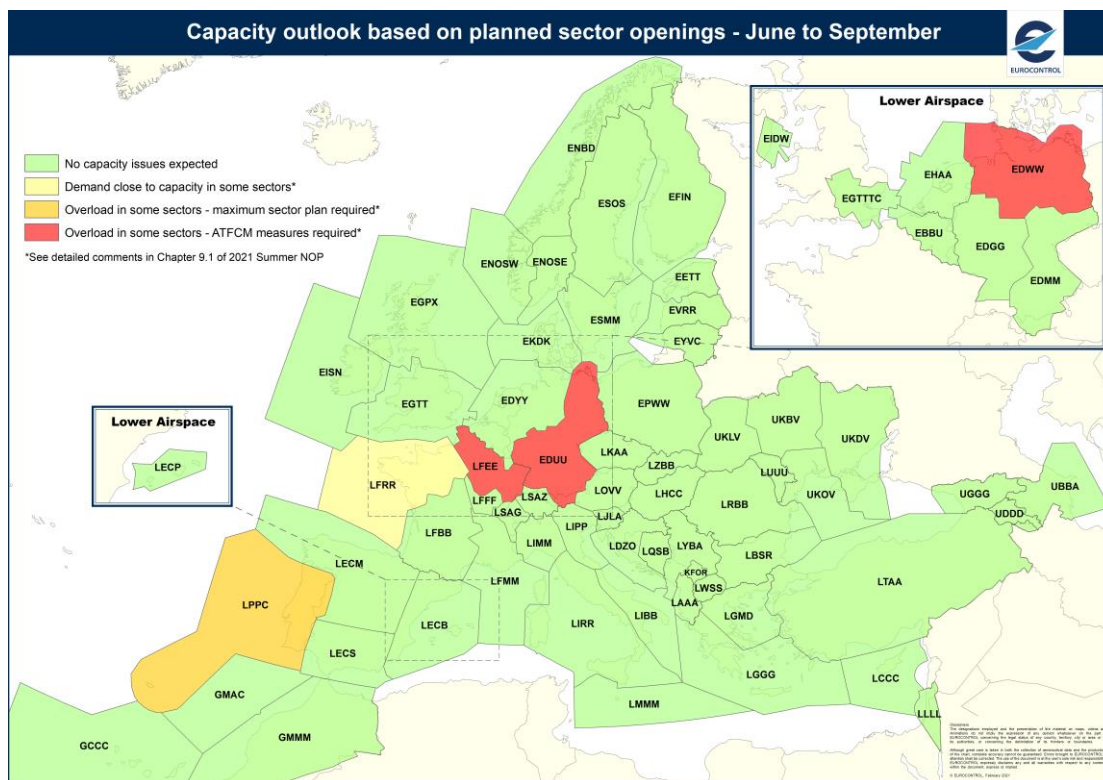 Capacity outlook based on planned sector openings - June to September
EUROCONTROL
No capacity issues expected
Demand close to capacity in some sectors*
Overload in some sectors - maximum sector plan required*
Overload in some sectors - ATFCM measures required*
*See detailed comments in Chapter 9.1 of 2021 Summer NOP
Lower Airspace
EIDW
EHAA
EDWW
EGTTTC
EBBU
EDGG
EDMM
ENBD
ESOS
EFIN
ENOSW
ENOSE
EETT
EGPX
ESMM
EVRR
EKDK
EYVC
EISN
EGTT
EDYY
EPWW
Lower Airspace
LECP
UKBV
UKLV
UKDV
LFEE
EDUU
LKAA
LZBB
LUUU
LFRR
LFFF
LSAZ
LOVV
LHCC
UKOV
UBBA
LSAG
LRBB
UGGG
UDDD
LFBB
LIMM
LIPP
LJLA
LDZO
LQSB
LYBA
LBSR
LECM
LFMM
KFOR
LWSS
LTAA
LPPC
LAAA
LECB
LIRR
LIBB
LGMD
LECS
LGGG
LCCC
GMAC
LMMM
LLLL
GCCC
GMMM
© EUROCONTROL, February 2021